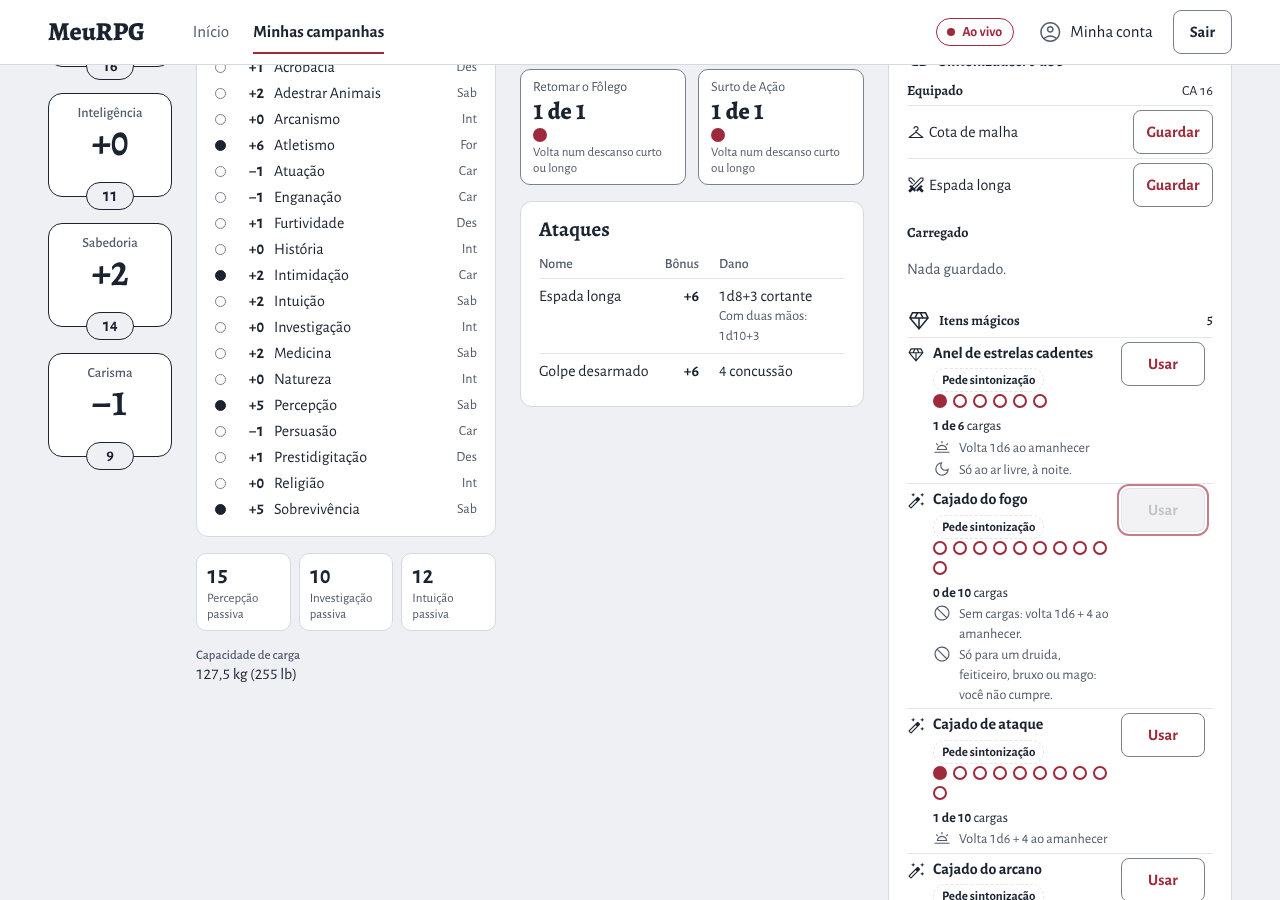 MeuRPG
Início
Minhas campanhas
Ao vivo
Minha conta
Sair
16
Inteligência
+0
11
Sabedoria
+2
14
Carisma
−1
9
+1 Acrobacia Des
+2 Adestrar Animais Sab
+0 Arcanismo Int
+6 Atletismo For
−1 Atuação Car
−1 Enganação Car
+1 Furtividade Des
+0 História Int
+2 Intimidação Car
+2 Intuição Sab
+0 Investigação Int
+2 Medicina Sab
+0 Natureza Int
+5 Percepção Sab
−1 Persuasão Car
+1 Prestidigitação Des
+0 Religião Int
+5 Sobrevivência Sab
15
Percepção
passiva
10
Investigação
passiva
12
Intuição
passiva
Capacidade de carga
127,5 kg (255 lb)
Retomar o Fôlego
1 de 1
Volta num descanso curto
ou longo
Surto de Ação
1 de 1
Volta num descanso curto
ou longo
Ataques
Nome Bônus Dano
Espada longa +6 1d8+3 cortante
Com duas mãos:
1d10+3
Golpe desarmado +6 4 concussão
Equipado CA 16
Cota de malha Guardar
Espada longa Guardar
Carregado
Nada guardado.
Itens mágicos 5
Anel de estrelas cadentes Usar
Pede sintonização
1 de 6 cargas
Volta 1d6 ao amanhecer
Só ao ar livre, à noite.
Cajado do fogo Usar
Pede sintonização
0 de 10 cargas
Sem cargas: volta 1d6 + 4 ao
amanhecer.
Só para um druida,
feiticeiro, bruxo ou mago:
você não cumpre.
Cajado de ataque Usar
Pede sintonização
1 de 10 cargas
Volta 1d6 + 4 ao amanhecer
Cajado do arcano Usar
Pede sintonização